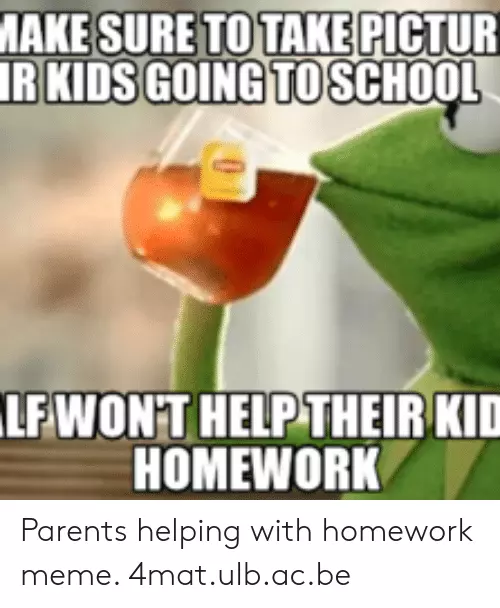 MAKE SURE TO TAKE PICTUR
IR KIDS GOING TO SCHOOL
LF WON'T HELP THEIR KID
HOMEWORK
Parents helping with homework
meme. 4mat.ulb.ac.be